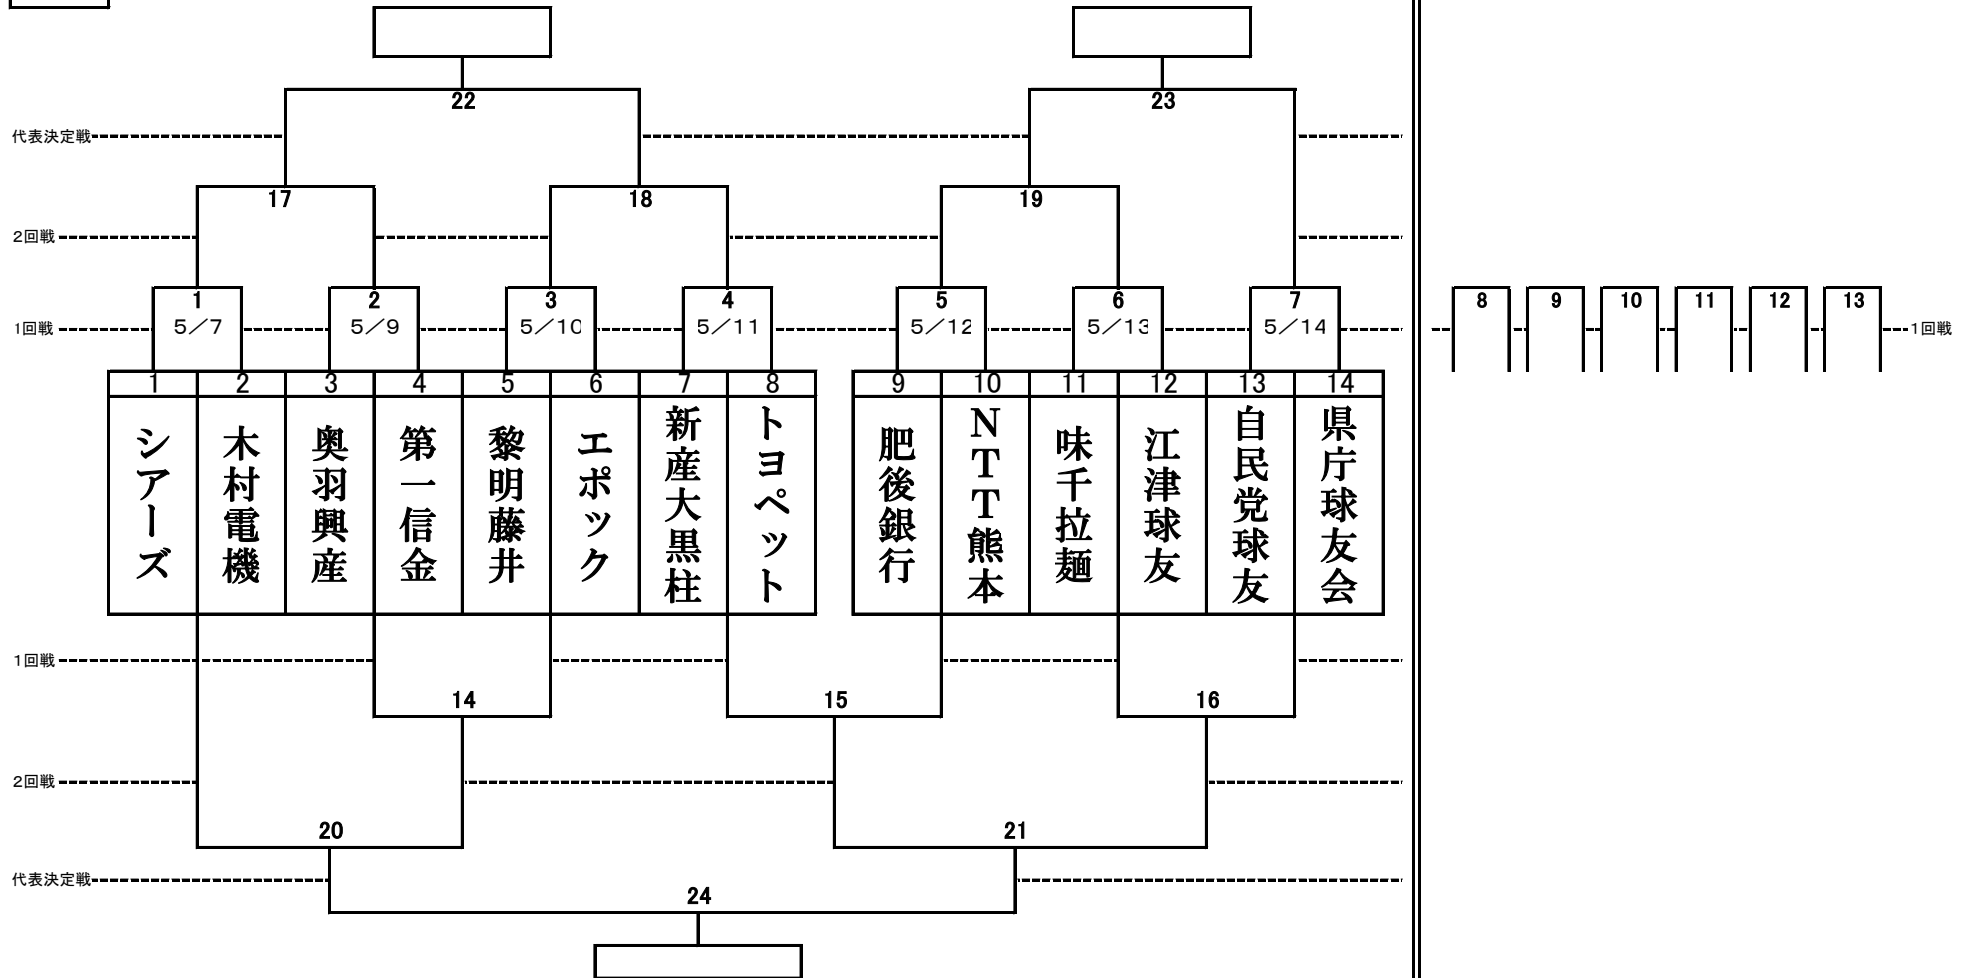 22
23
代表決定戦
17
18
19
2回戦
1
2
3
4
5
6
7
8
9
10
11
12
13
1回戦
5/7
5/9
5/10
5/11
5/12
5/13
5/14
1回戦
1
2
3
4
5
6
7
8
9
10
11
12
13
14
シアーズ
木村電機
奥羽興産
第一信金
黎明藤井
エポック
新産大黒柱
トヨペット
肥後銀行
NTT熊本
味千拉麺
江津球友
自民党球友
県庁球友会
1回戦
14
15
16
2回戦
20
21
代表決定戦
24